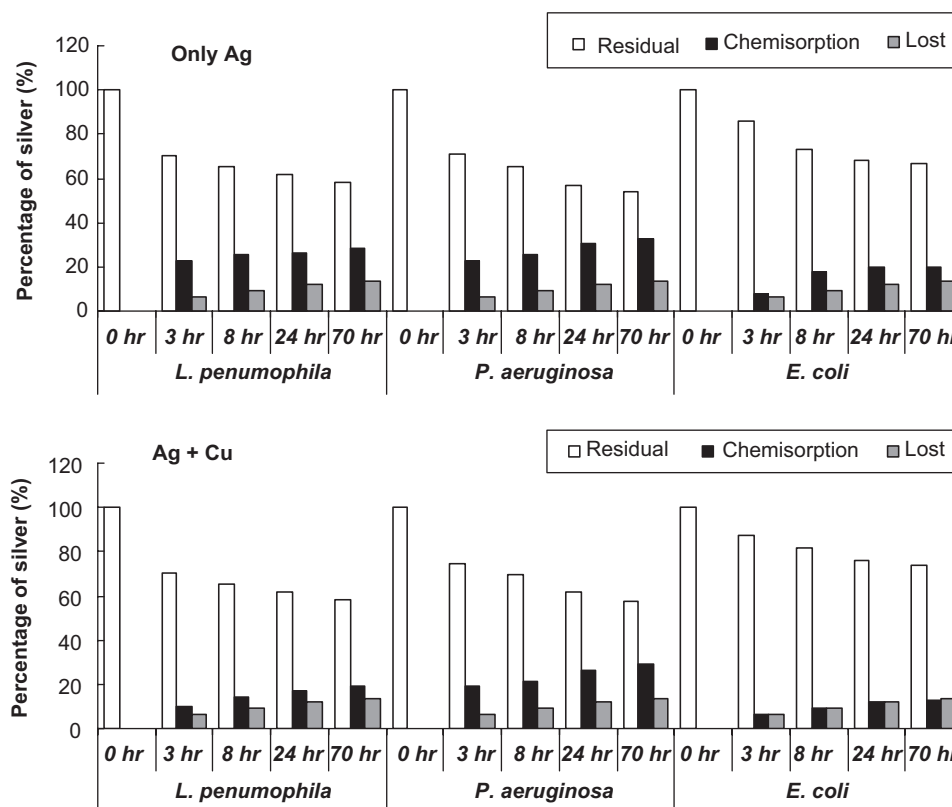 Only Ag
Residual Chemisorption Lost
Percentage of silver (%)
120
100
80
60
40
20
0
0 hr 3 hr 8 hr 24 hr 70 hr 0 hr 3 hr 8 hr 24 hr 70 hr 0 hr 3 hr 8 hr 24 hr 70 hr
L. penumophila P. aeruginosa E. coli
Ag + Cu
Residual Chemisorption Lost
Percentage of silver (%)
120
100
80
60
40
20
0
0 hr 3 hr 8 hr 24 hr 70 hr 0 hr 3 hr 8 hr 24 hr 70 hr 0 hr 3 hr 8 hr 24 hr 70 hr
L. penumophila P. aeruginosa E. coli